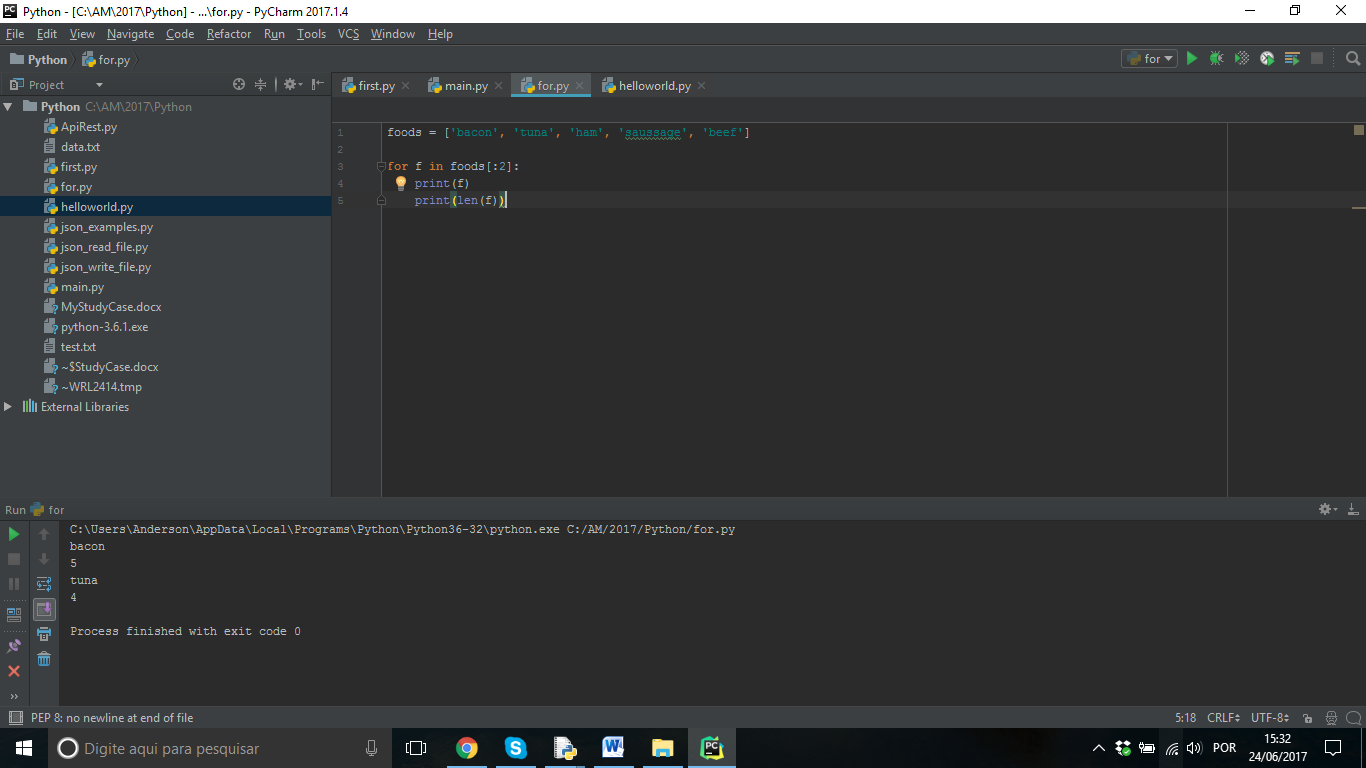 Python - [C:\AM\2017\Python] - ...\for.py - PyCharm 2017.1.4
File Edit View Navigate Code Refactor Run Tools VCS Window Help
Python for.py for
Project
first.py main.py for.py helloworld.py
Python C:\AM\2017\Python
ApiRest.py
data.txt
first.py
for.py
helloworld.py
json_examples.py
json_read_file.py
json_write_file.py
main.py
MyStudyCase.docx
python-3.6.1.exe
test.txt
~$StudyCase.docx
~WRL2414.tmp
External Libraries
1 foods = ['bacon', 'tuna', 'ham', 'saussage', 'beef']
2
3 for f in foods[:2]:
4 print(f)
5 print(len(f))
Run for
C:\Users\Anderson\AppData\Local\Programs\Python\Python36-32\python.exe C:/AM/2017/Python/for.py
bacon
5
tuna
4
Process finished with exit code 0
PEP 8: no newline at end of file 5:18 CRLF UTF-8
Digite aqui para pesquisar
POR
15:32
24/06/2017